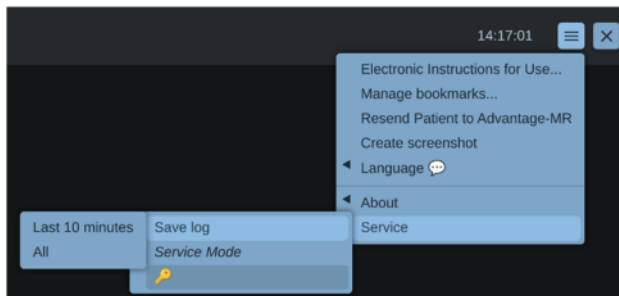 14:17:01
Electronic Instructions for Use...
Manage bookmarks...
Resend Patient to Advantage-MR
Create screenshot
Language 💬
About
Service
Save log
Service Mode
🔑
Last 10 minutes
All